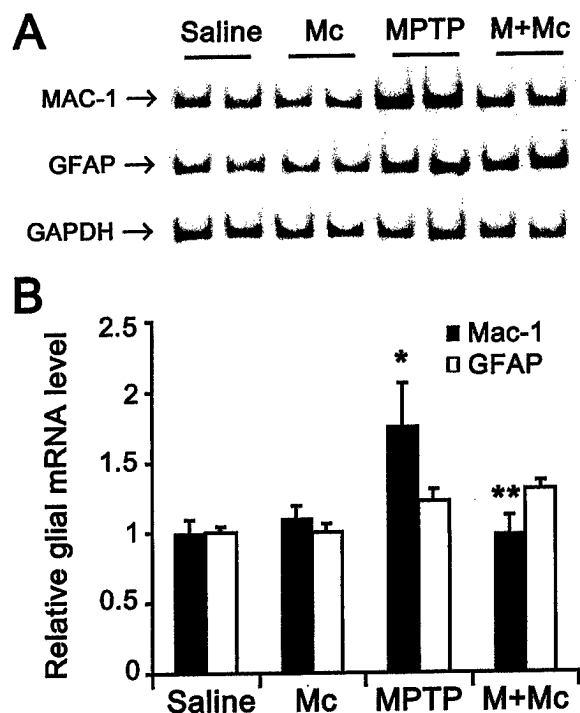 A
Saline Mc MPTP M+Mc
MAC-1 →
GFAP →
GAPDH →
B
Relative glial mRNA level
2.5
2
1.5
1
0.5
0
Mac-1
GFAP
*
**
Saline Mc MPTP M+Mc